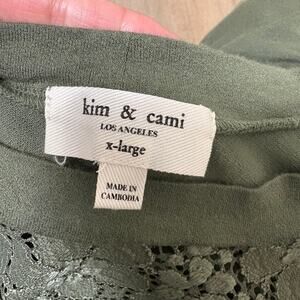 kim & cami
LOS ANGELES
x-large
MADE IN
CAMBODIA